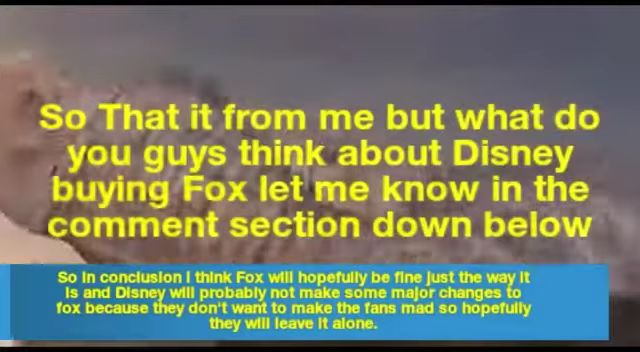 So That it from me but what do
you guys think about Disney
buying Fox let me know in the
comment section down below
So in conclusion I think Fox will hopefully be fine just the way it
is and Disney will probably not make some major changes to
fox because they don't want to make the fans mad so hopefully
they will leave it alone.